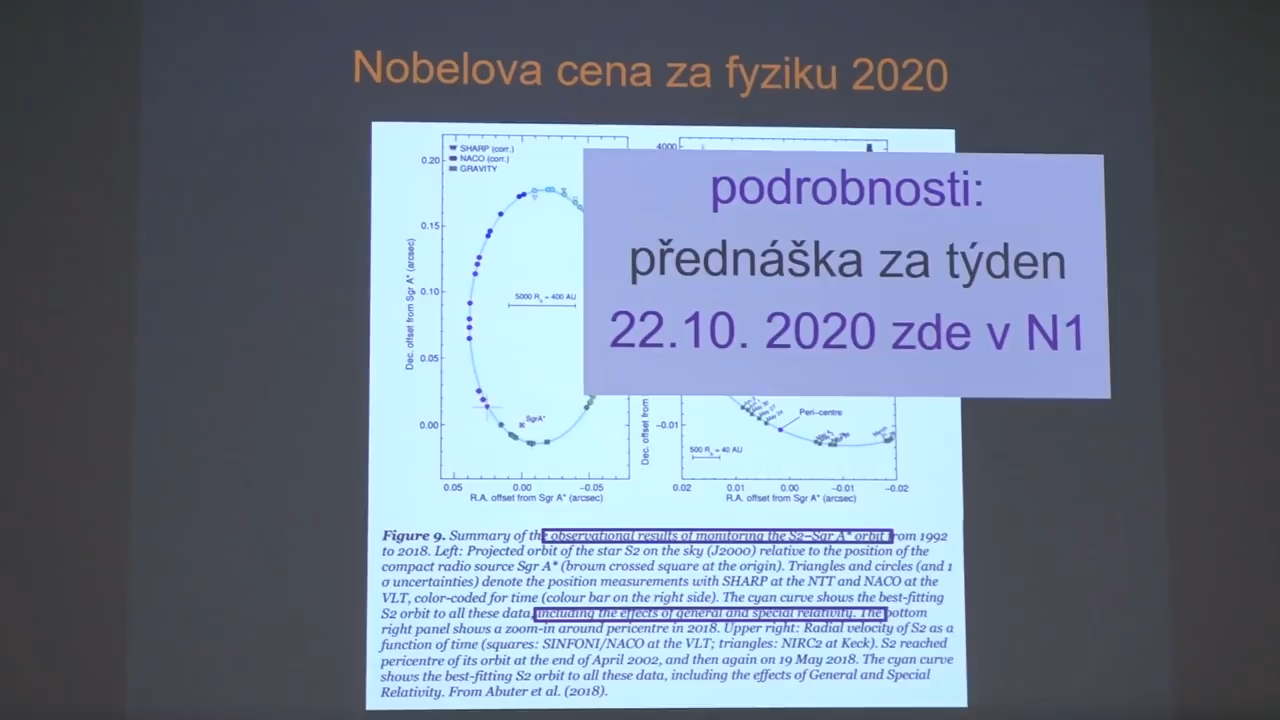 Nobelova cena za fyziku 2020
SHARP (corr.)
NACO (corr.)
GRAVITY
0.20
0.15
0.10
0.05
0.00
Dec. offset from Sgr A* (arcsec)
5000 Rs = 400 AU
SgrA*
0.05 0.00 −0.05
R.A. offset from Sgr A* (arcsec)
4000
podrobnosti:
přednáška za týden
22.10. 2020 zde v N1
Dec. offset from
−0.01
Peri-centre
500 Rs = 40 AU
0.02 0.01 0.00 −0.01 −0.02
R.A. offset from Sgr A* (arcsec)
Figure 9. Summary of the observational results of monitoring the S2–Sgr A* orbit from 1992
to 2018. Left: Projected orbit of the star S2 on the sky (J2000) relative to the position of the
compact radio source Sgr A* (brown crossed square at the origin). Triangles and circles (and 1
σ uncertainties) denote the position measurements with SHARP at the NTT and NACO at the
VLT, color-coded for time (colour bar on the right side). The cyan curve shows the best-fitting
S2 orbit to all these data, including the effects of general and special relativity. The bottom
right panel shows a zoom-in around pericentre in 2018. Upper right: Radial velocity of S2 as a
function of time (squares: SINFONI/NACO at the VLT; triangles: NIRC2 at Keck). S2 reached
pericentre of its orbit at the end of April 2002, and then again on 19 May 2018. The cyan curve
shows the best-fitting S2 orbit to all these data, including the effects of General and Special
Relativity. From Abuter et al. (2018).